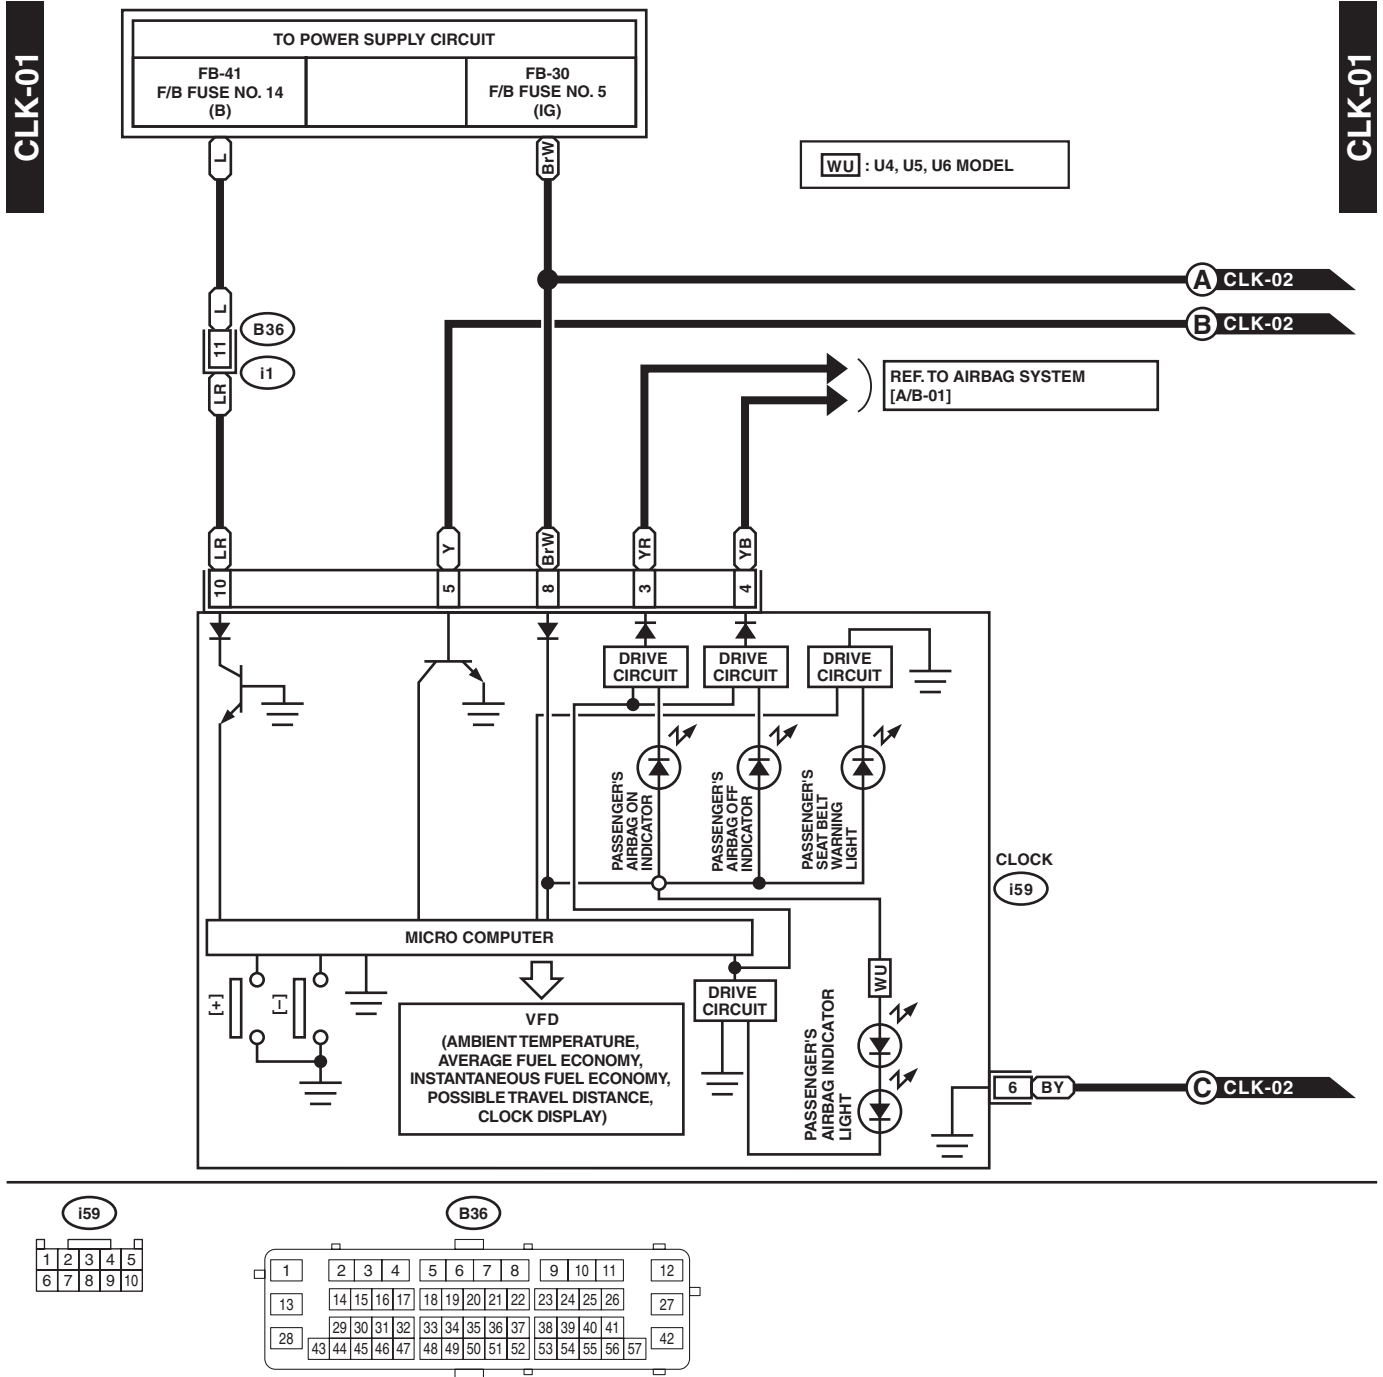 CLK-01
CLK-01
TO POWER SUPPLY CIRCUIT
FB-41
F/B FUSE NO. 14
(B)
FB-30
F/B FUSE NO. 5
(IG)
L
BrW
WU : U4, U5, U6 MODEL
A CLK-02
B CLK-02
L
B36
11
i1
LR
REF. TO AIRBAG SYSTEM
[A/B-01]
LR
Y
BrW
YR
YB
10
5
8
3
4
DRIVE
CIRCUIT
DRIVE
CIRCUIT
DRIVE
CIRCUIT
PASSENGER'S
AIRBAG ON
INDICATOR
PASSENGER'S
AIRBAG OFF
INDICATOR
PASSENGER'S
SEAT BELT
WARNING
LIGHT
CLOCK
i59
MICRO COMPUTER
[+]
[–]
WU
DRIVE
CIRCUIT
VFD
(AMBIENT TEMPERATURE,
AVERAGE FUEL ECONOMY,
INSTANTANEOUS FUEL ECONOMY,
POSSIBLE TRAVEL DISTANCE,
CLOCK DISPLAY)
PASSENGER'S
AIRBAG INDICATOR
LIGHT
6 BY
C CLK-02
i59
1 2 3 4 5
6 7 8 9 10
B36
1 2 3 4 5 6 7 8 9 10 11 12
13 14 15 16 17 18 19 20 21 22 23 24 25 26 27
28 29 30 31 32 33 34 35 36 37 38 39 40 41 42
43 44 45 46 47 48 49 50 51 52 53 54 55 56 57